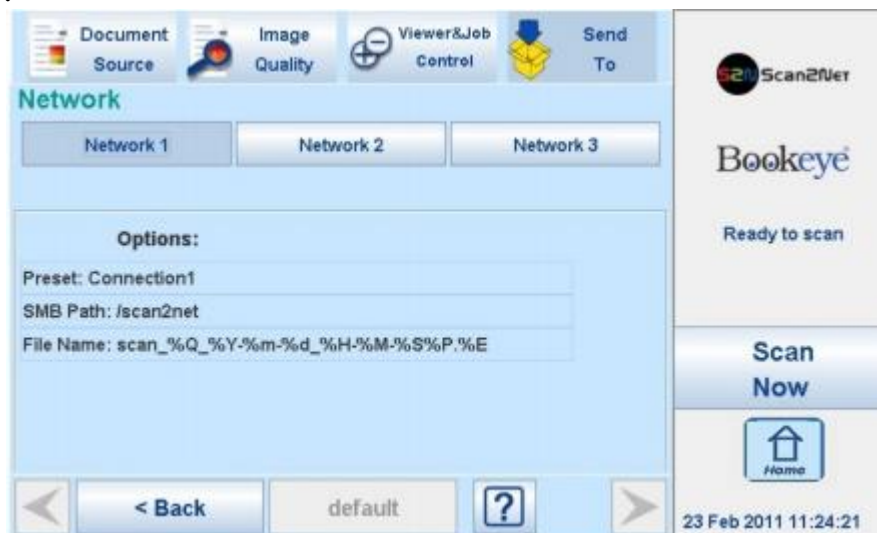 Document
Source
Image
Quality
Viewer&Job
Control
Send
To
Network
Network 1
Network 2
Network 3
Options:
Preset: Connection1
SMB Path: /scan2net
File Name: scan_%Q_%Y-%m-%d_%H-%M-%S%P.%E
< Back
default
?
S2N Scan2Net
Bookeye
Ready to scan
Scan
Now
Home
23 Feb 2011 11:24:21